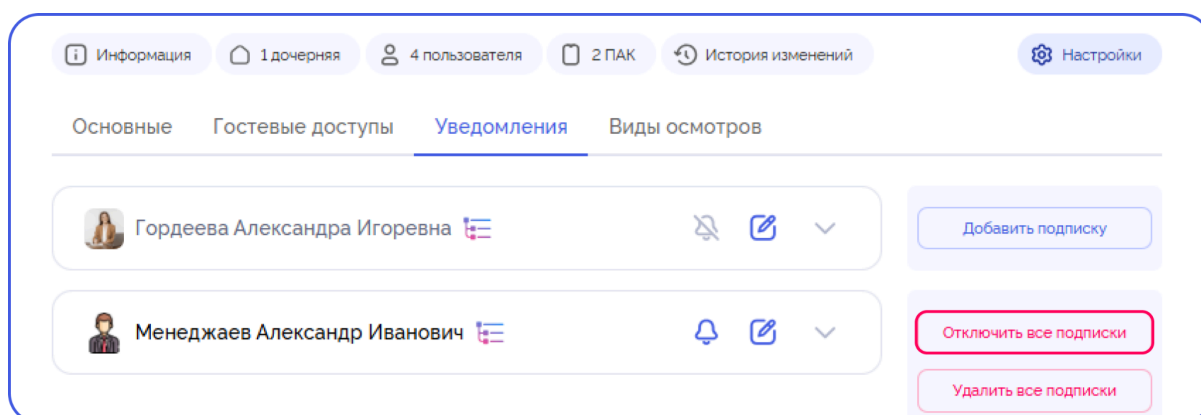 Информация 1 дочерняя 4 пользователя 2 ПАК История изменений Настройки
Основные Гостевые доступы Уведомления Виды осмотров
Гордеева Александра Игоревна
Добавить подписку
Менеджаев Александр Иванович
Отключить все подписки
Удалить все подписки